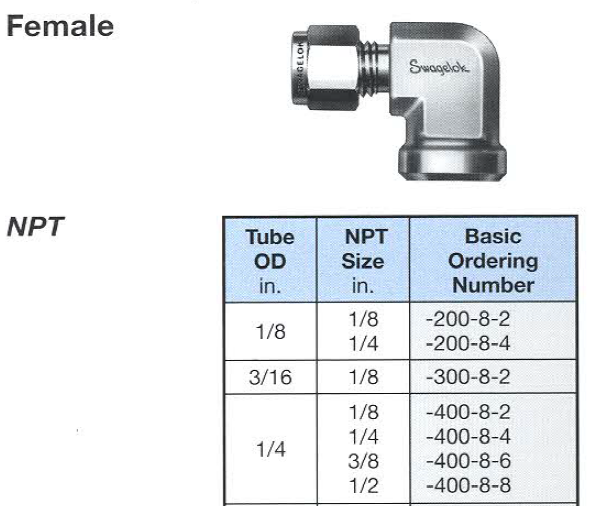 Female
Swagelok
NPT
Tube OD in. NPT Size in. Basic Ordering Number
1/8 1/8 -200-8-2
1/4 -200-8-4
3/16 1/8 -300-8-2
1/4 1/8 -400-8-2
1/4 -400-8-4
3/8 -400-8-6
1/2 -400-8-8